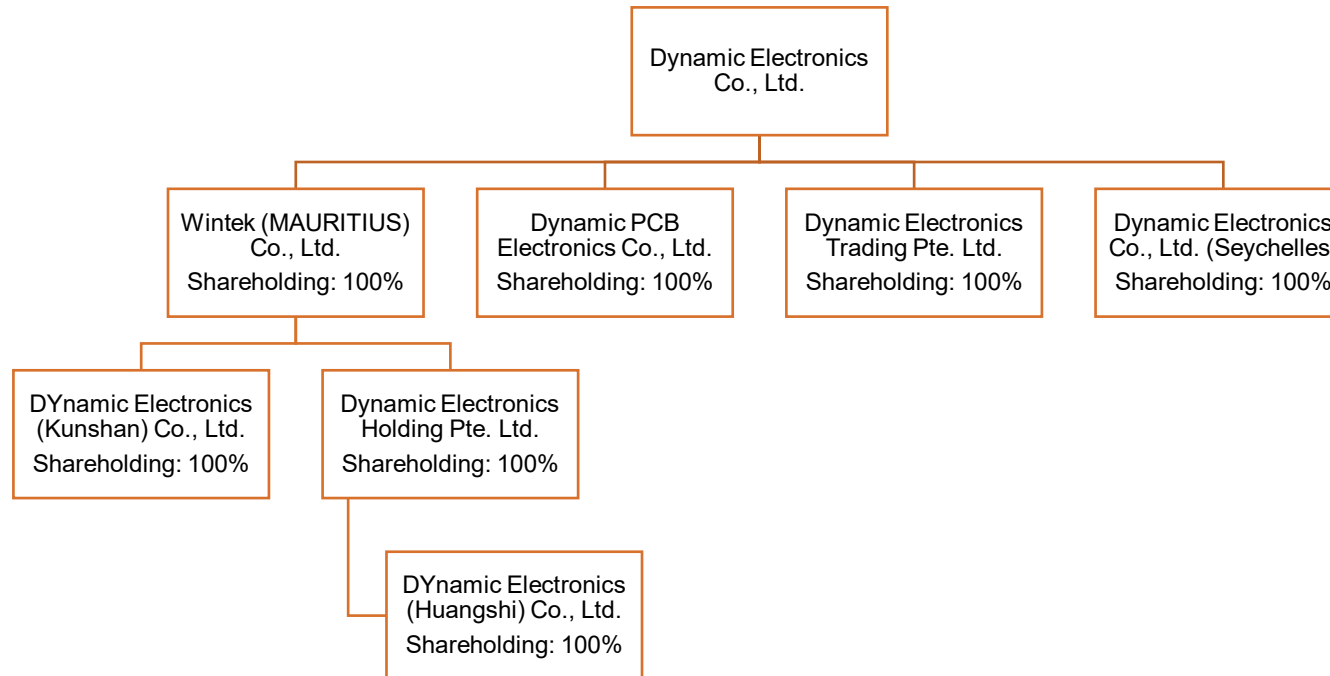 Dynamic Electronics
Co., Ltd.
Wintek (MAURITIUS)
Co., Ltd.
Shareholding: 100%
Dynamic PCB
Electronics Co., Ltd.
Shareholding: 100%
Dynamic Electronics
Trading Pte. Ltd.
Shareholding: 100%
Dynamic Electronics
Co., Ltd. (Seychelles
Shareholding: 100%
DYnamic Electronics
(Kunshan) Co., Ltd.
Shareholding: 100%
Dynamic Electronics
Holding Pte. Ltd.
Shareholding: 100%
DYnamic Electronics
(Huangshi) Co., Ltd.
Shareholding: 100%